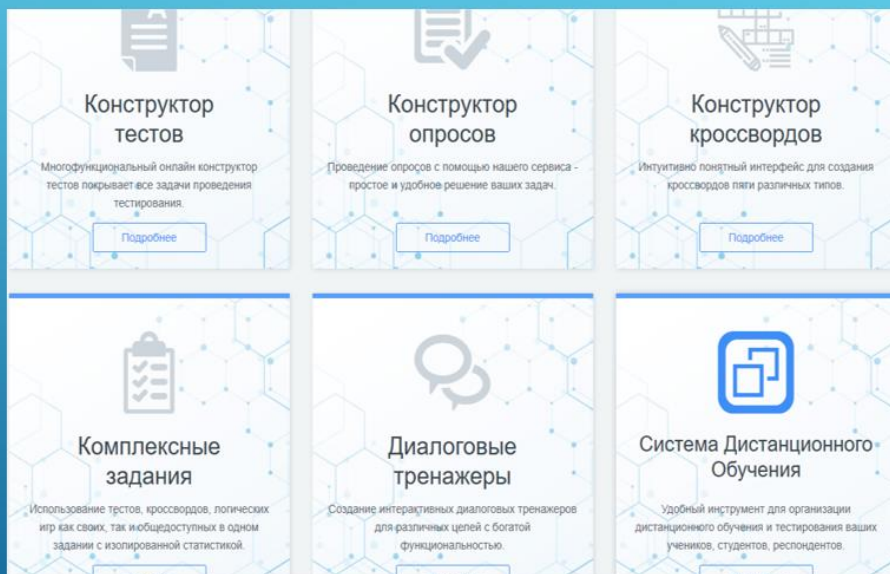 Конструктор
тестов
Многофункциональный онлайн конструктор
тестов покрывает все задачи проведения
тестирования.
Подробнее
Конструктор
опросов
Проведение опросов с помощью нашего сервиса -
простое и удобное решение ваших задач.
Подробнее
Конструктор
кроссвордов
Интуитивно понятный интерфейс для создания
кроссвордов пяти различных типов.
Подробнее
Комплексные
задания
Использование тестов, кроссвордов, логических
игр как своих, так и общедоступных в одном
задании с изолированной статистикой.
Диалоговые
тренажеры
Создание интерактивных диалоговых тренажеров
для различных целей с богатой
функциональностью.
Система Дистанционного
Обучения
Удобный инструмент для организации
дистанционного обучения и тестирования ваших
учеников, студентов, респондентов.